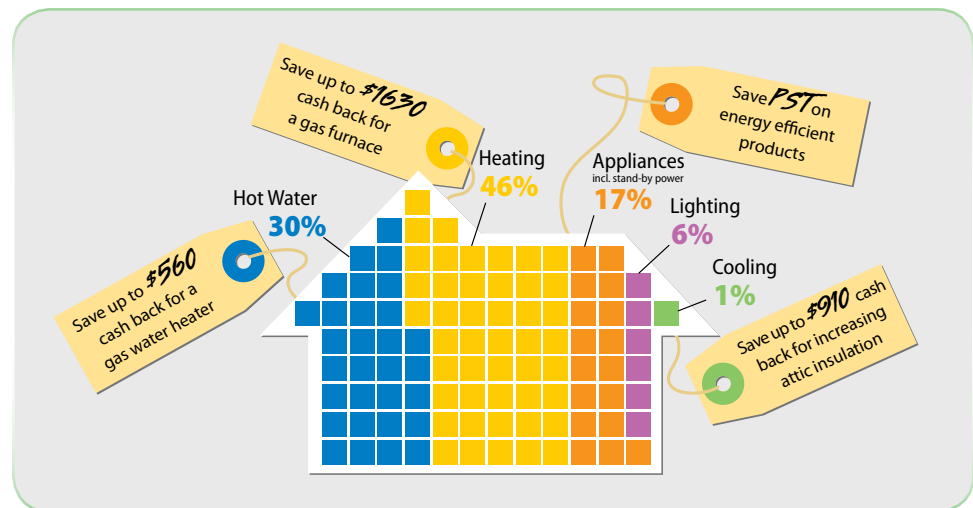 Save up to $1630
cash back for
a gas furnace
Save PST on
energy efficient
products
Heating
46%
Appliances
incl. stand-by power
17%
Hot Water
30%
Lighting
6%
Cooling
1%
Save up to $560
cash back for a
gas water heater
Save up to $910 cash
back for increasing
attic insulation